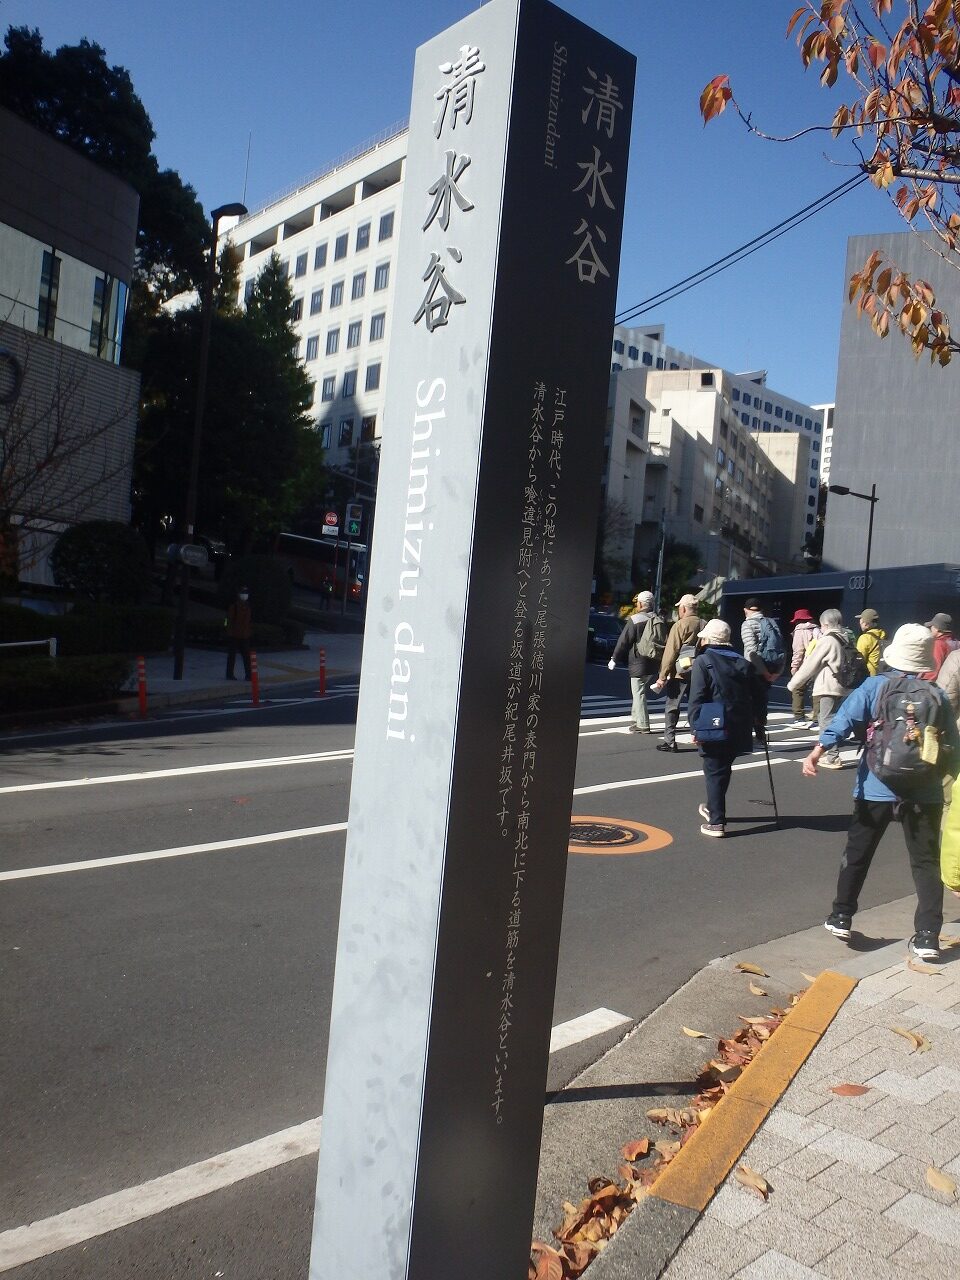 清水谷
Shimizu dani
清水谷
Shimizudani
江戸時代、この地にあった尾張徳川家の表門から南北に下る道筋を清水谷といいます。
清水谷から喰違見附へと登る坂道が紀尾井坂です。